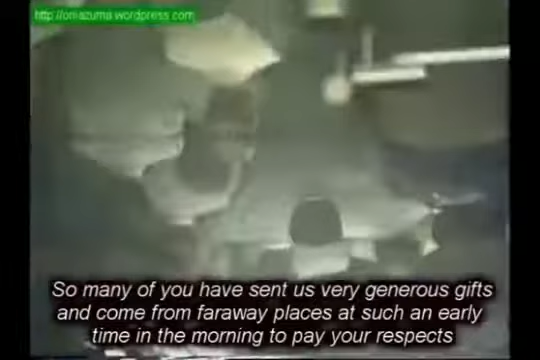 http://oniazuma.wordpress.com
So many of you have sent us very generous gifts
and come from faraway places at such an early
time in the morning to pay your respects